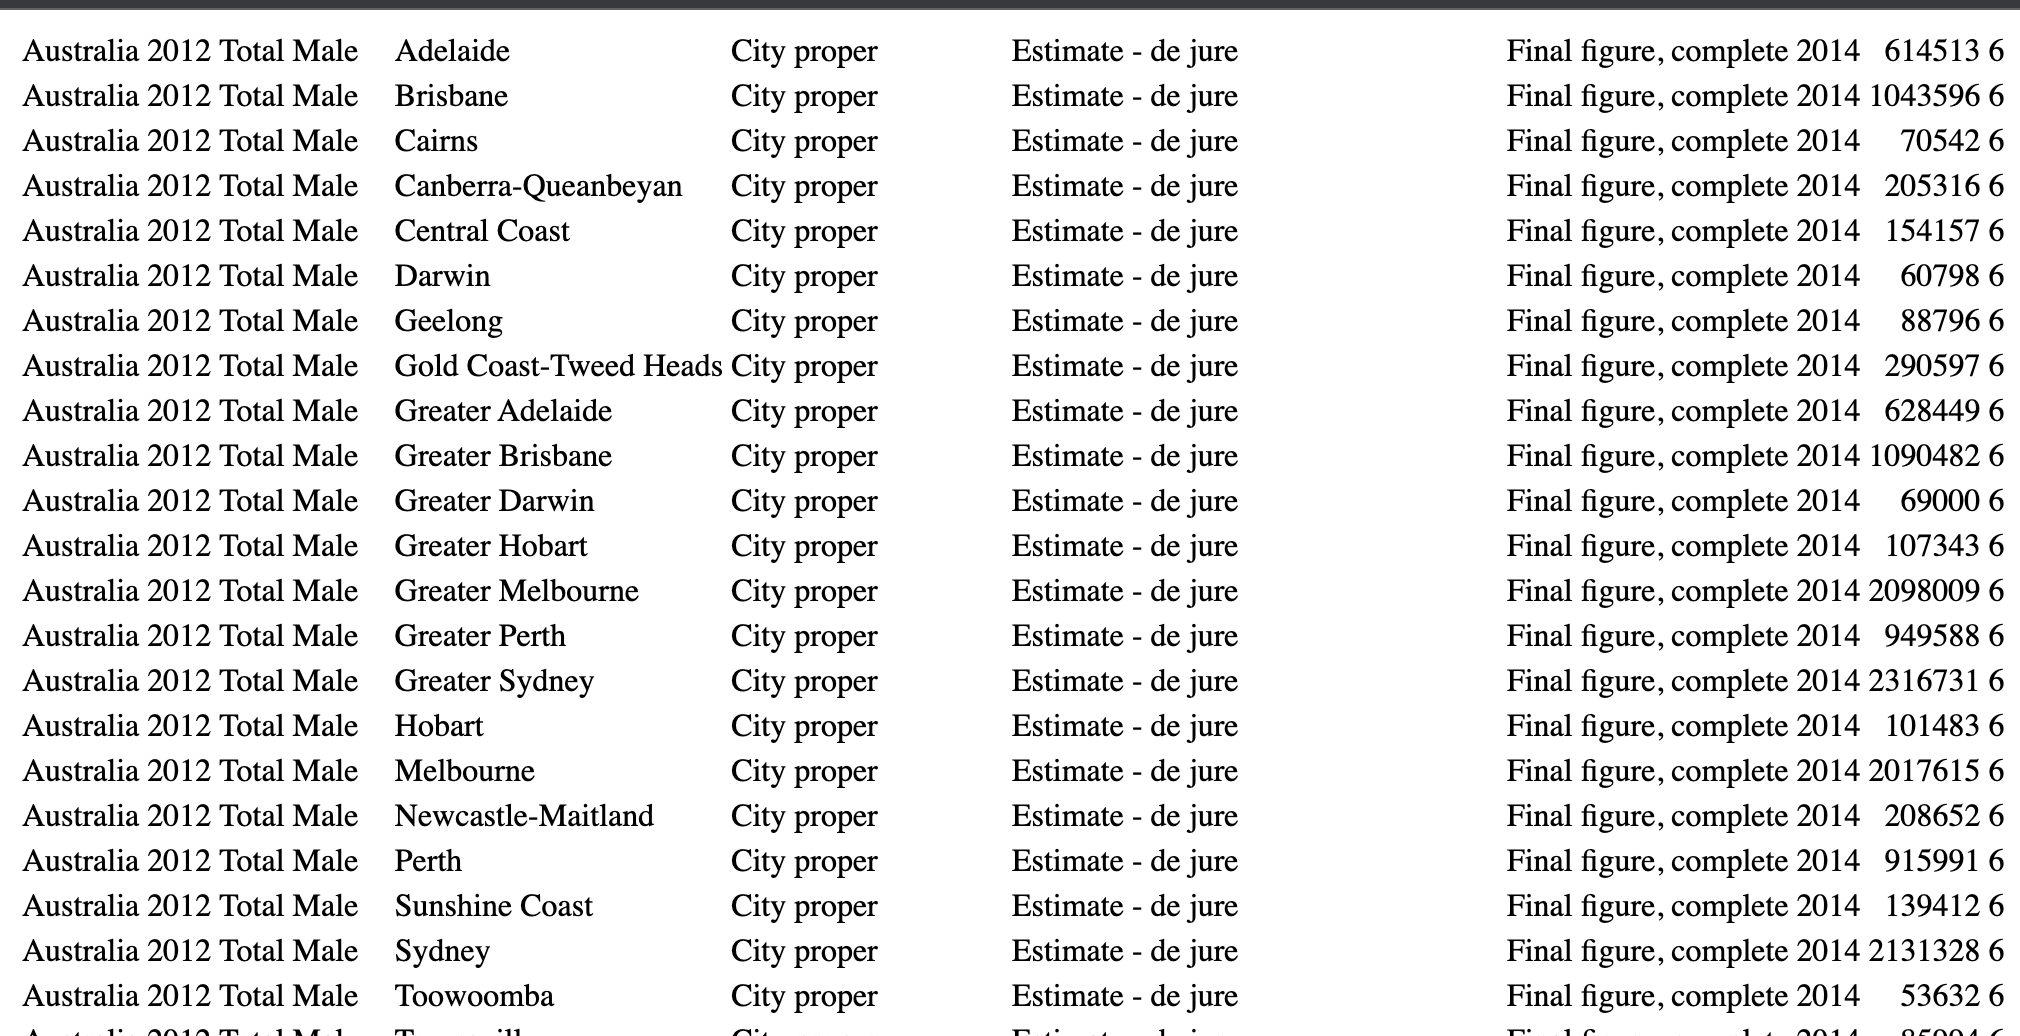 Australia 2012 Total Male Adelaide City proper Estimate - de jure Final figure, complete 2014 614513 6
Australia 2012 Total Male Brisbane City proper Estimate - de jure Final figure, complete 2014 1043596 6
Australia 2012 Total Male Cairns City proper Estimate - de jure Final figure, complete 2014 70542 6
Australia 2012 Total Male Canberra-Queanbeyan City proper Estimate - de jure Final figure, complete 2014 205316 6
Australia 2012 Total Male Central Coast City proper Estimate - de jure Final figure, complete 2014 154157 6
Australia 2012 Total Male Darwin City proper Estimate - de jure Final figure, complete 2014 60798 6
Australia 2012 Total Male Geelong City proper Estimate - de jure Final figure, complete 2014 88796 6
Australia 2012 Total Male Gold Coast-Tweed Heads City proper Estimate - de jure Final figure, complete 2014 290597 6
Australia 2012 Total Male Greater Adelaide City proper Estimate - de jure Final figure, complete 2014 628449 6
Australia 2012 Total Male Greater Brisbane City proper Estimate - de jure Final figure, complete 2014 1090482 6
Australia 2012 Total Male Greater Darwin City proper Estimate - de jure Final figure, complete 2014 69000 6
Australia 2012 Total Male Greater Hobart City proper Estimate - de jure Final figure, complete 2014 107343 6
Australia 2012 Total Male Greater Melbourne City proper Estimate - de jure Final figure, complete 2014 2098009 6
Australia 2012 Total Male Greater Perth City proper Estimate - de jure Final figure, complete 2014 949588 6
Australia 2012 Total Male Greater Sydney City proper Estimate - de jure Final figure, complete 2014 2316731 6
Australia 2012 Total Male Hobart City proper Estimate - de jure Final figure, complete 2014 101483 6
Australia 2012 Total Male Melbourne City proper Estimate - de jure Final figure, complete 2014 2017615 6
Australia 2012 Total Male Newcastle-Maitland City proper Estimate - de jure Final figure, complete 2014 208652 6
Australia 2012 Total Male Perth City proper Estimate - de jure Final figure, complete 2014 915991 6
Australia 2012 Total Male Sunshine Coast City proper Estimate - de jure Final figure, complete 2014 139412 6
Australia 2012 Total Male Sydney City proper Estimate - de jure Final figure, complete 2014 2131328 6
Australia 2012 Total Male Toowoomba City proper Estimate - de jure Final figure, complete 2014 53632 6